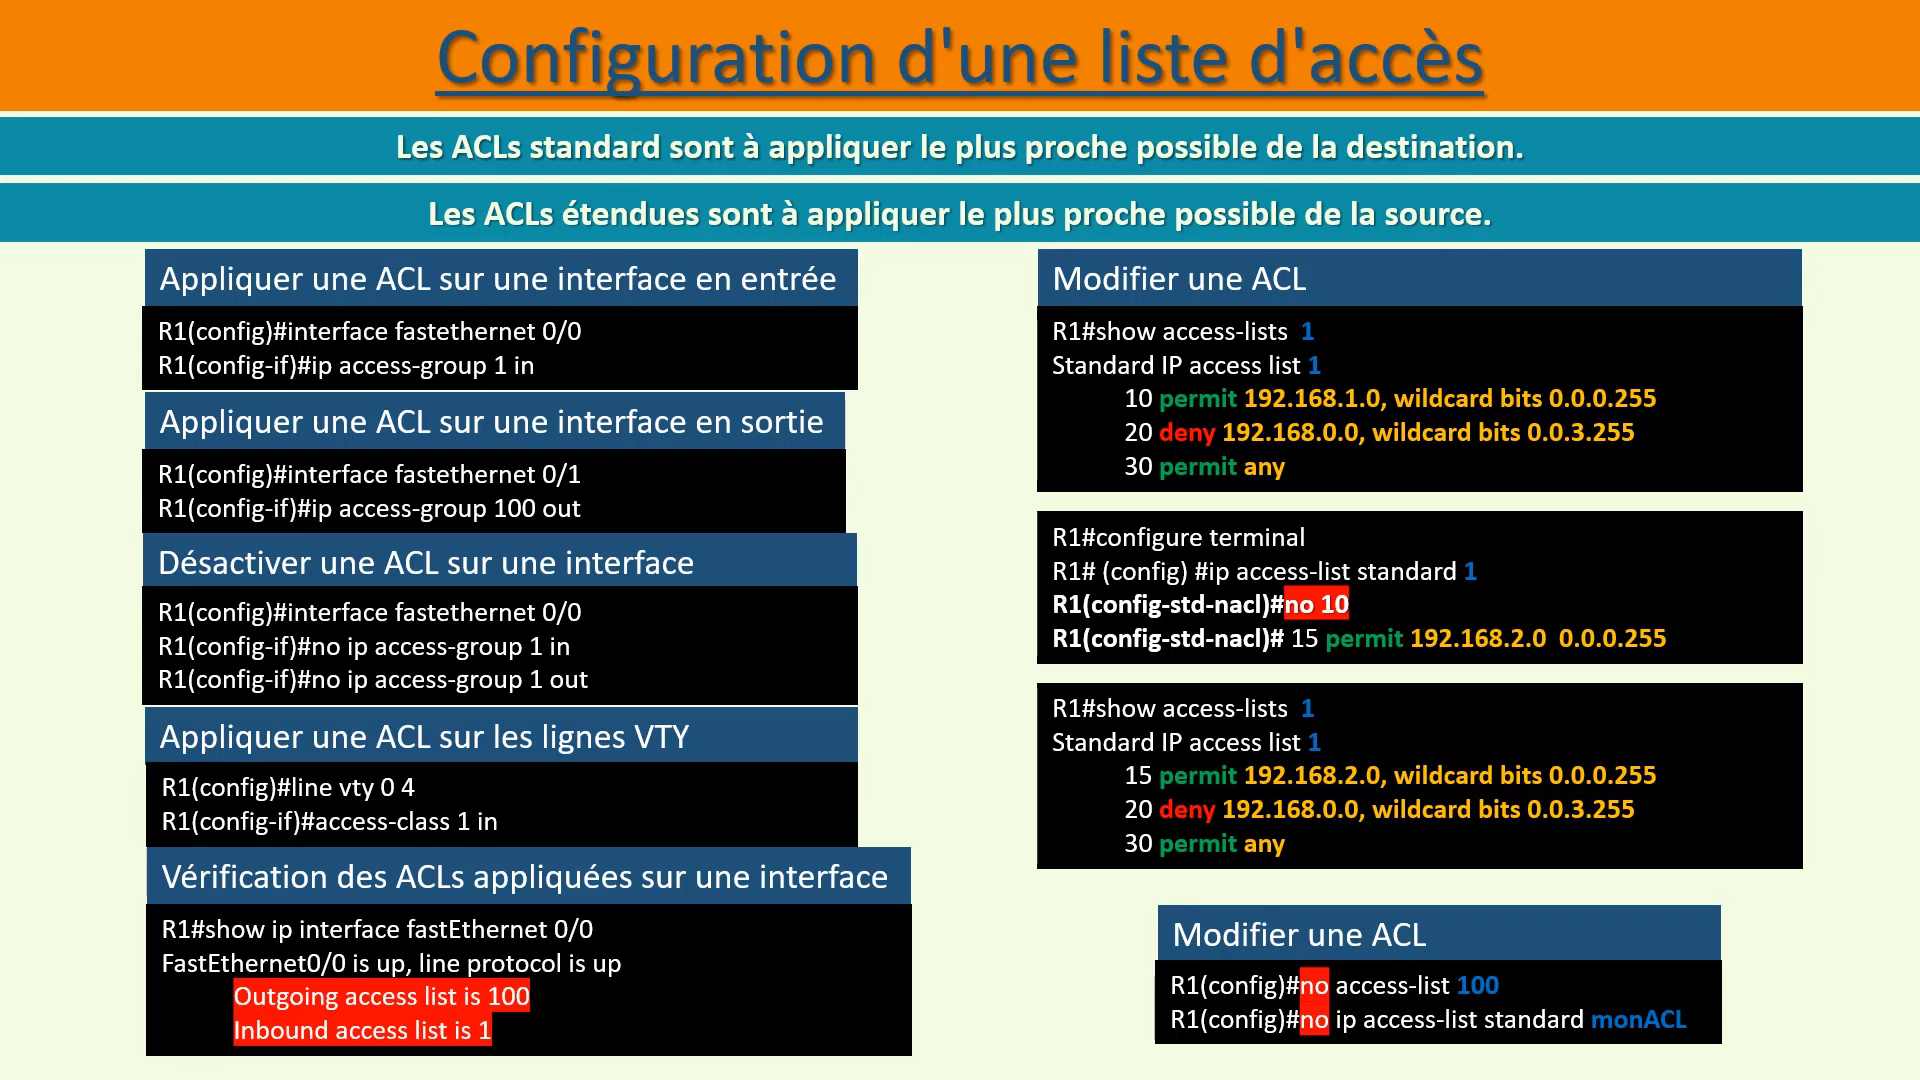 Configuration d'une liste d'accès
Les ACLs standard sont à appliquer le plus proche possible de la destination.
Les ACLs étendues sont à appliquer le plus proche possible de la source.
Appliquer une ACL sur une interface en entrée
R1(config)#interface fastethernet 0/0
R1(config-if)#ip access-group 1 in
Appliquer une ACL sur une interface en sortie
R1(config)#interface fastethernet 0/1
R1(config-if)#ip access-group 100 out
Désactiver une ACL sur une interface
R1(config)#interface fastethernet 0/0
R1(config-if)#no ip access-group 1 in
R1(config-if)#no ip access-group 1 out
Appliquer une ACL sur les lignes VTY
R1(config)#line vty 0 4
R1(config-if)#access-class 1 in
Vérification des ACLs appliquées sur une interface
R1#show ip interface fastEthernet 0/0
FastEthernet0/0 is up, line protocol is up
Outgoing access list is 100
Inbound access list is 1
Modifier une ACL
R1#show access-lists 1
Standard IP access list 1
10 permit 192.168.1.0, wildcard bits 0.0.0.255
20 deny 192.168.0.0, wildcard bits 0.0.3.255
30 permit any
R1#configure terminal
R1# (config) #ip access-list standard 1
R1(config-std-nacl)#no 10
R1(config-std-nacl)# 15 permit 192.168.2.0 0.0.0.255
R1#show access-lists 1
Standard IP access list 1
15 permit 192.168.2.0, wildcard bits 0.0.0.255
20 deny 192.168.0.0, wildcard bits 0.0.3.255
30 permit any
Modifier une ACL
R1(config)#no access-list 100
R1(config)#no ip access-list standard monACL